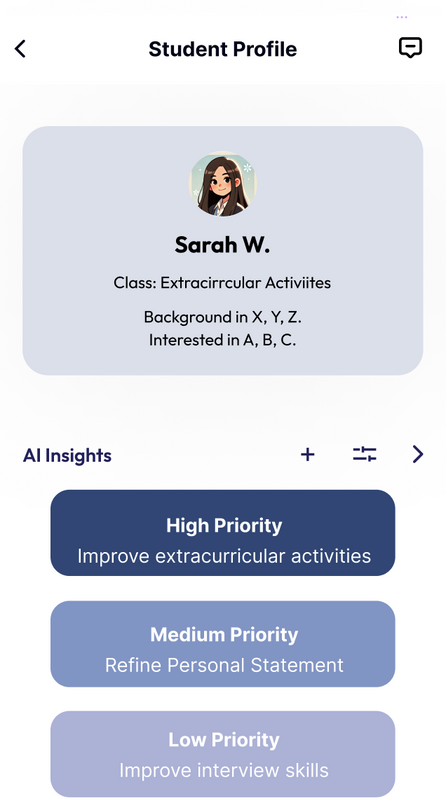 Student Profile
Sarah W.
Class: Extracirrcular Activiites
Background in X, Y, Z.
Interested in A, B, C.
AI Insights
High Priority
Improve extracurricular activities
Medium Priority
Refine Personal Statement
Low Priority
Improve interview skills